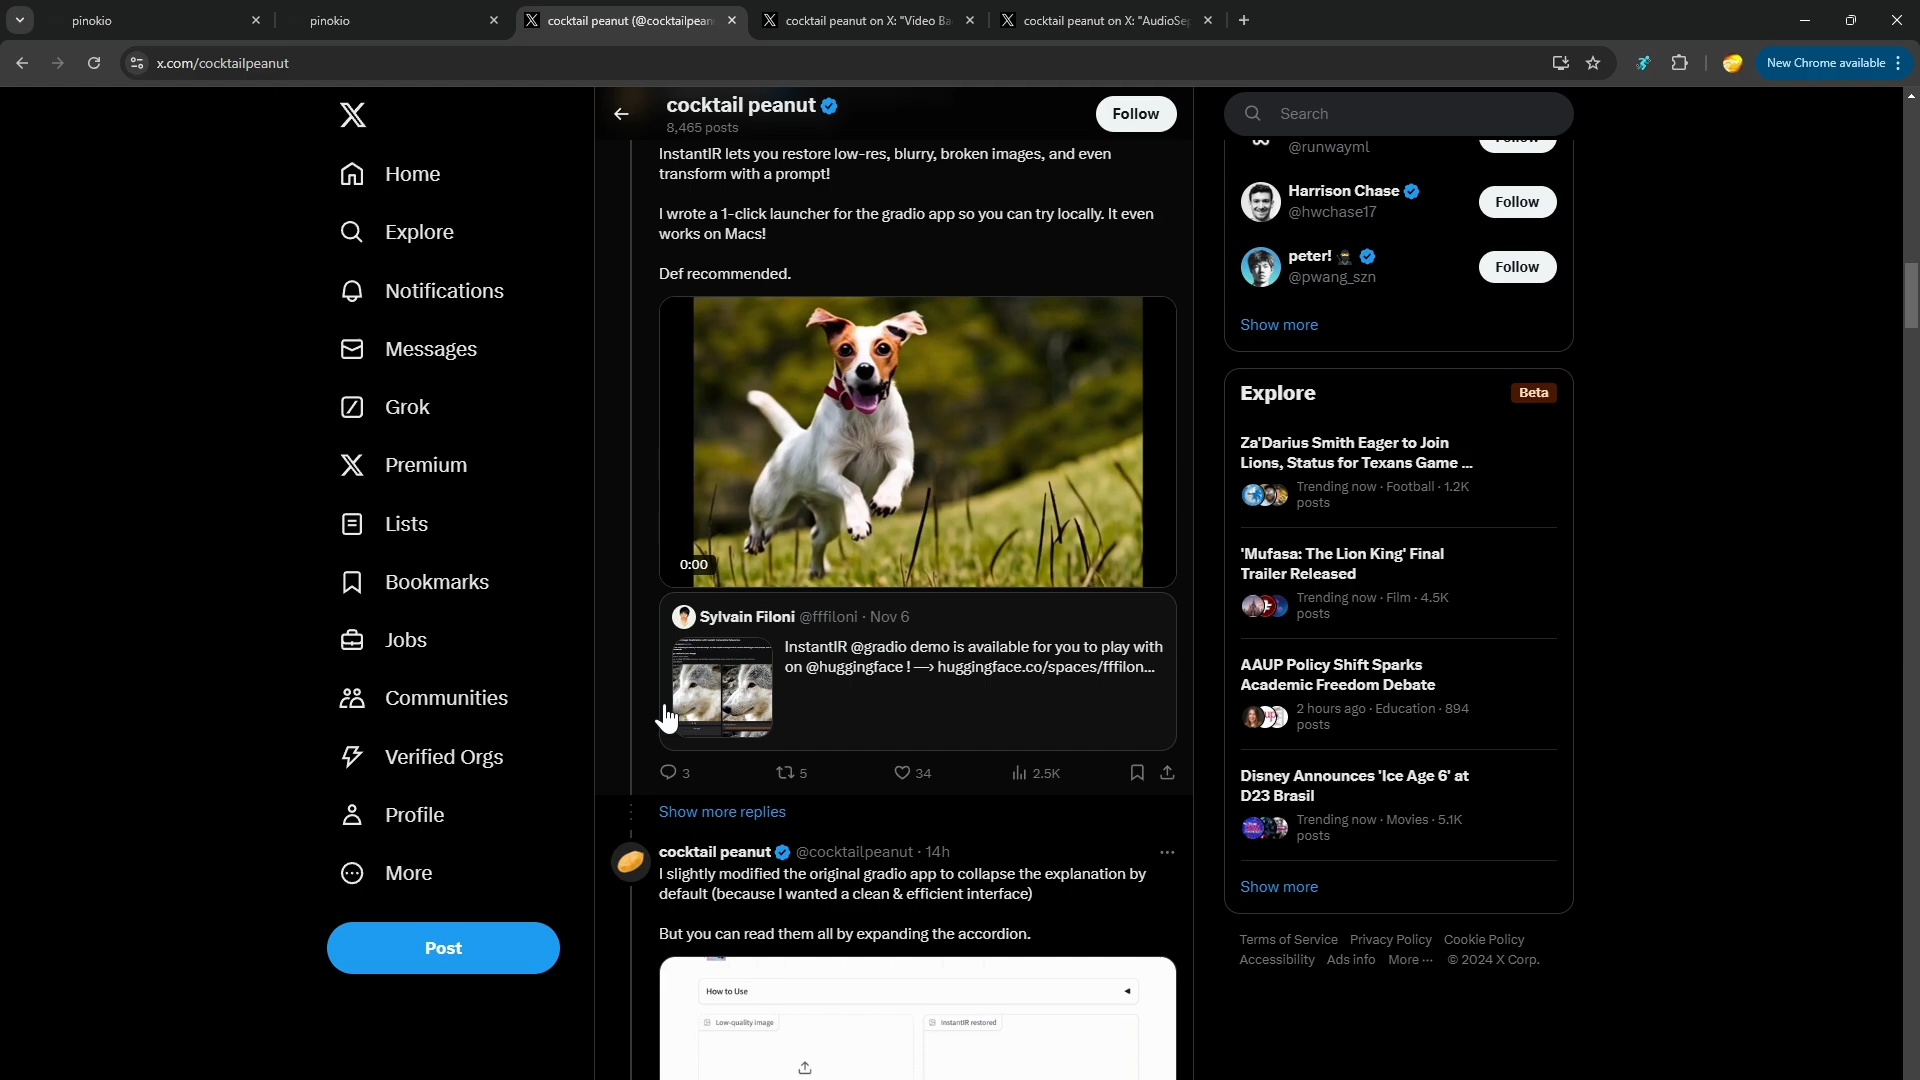 pinokio
pinokio
cocktail peanut (@cocktailpean
cocktail peanut on X: "Video Ba
cocktail peanut on X: "AudioSep
x.com/cocktailpeanut
New Chrome available
Home
Explore
Notifications
Messages
Grok
Premium
Lists
Bookmarks
Jobs
Communities
Verified Orgs
Profile
More
Post
cocktail peanut
8,465 posts
Follow
InstantIR lets you restore low-res, blurry, broken images, and even
transform with a prompt!
I wrote a 1-click launcher for the gradio app so you can try locally. It even
works on Macs!
Def recommended.
0:00
Sylvain Filoni @fffiloni · Nov 6
InstantIR @gradio demo is available for you to play with
on @huggingface ! —› huggingface.co/spaces/fffilon...
3
5
34
2.5K
Show more replies
cocktail peanut @cocktailpeanut · 14h
I slightly modified the original gradio app to collapse the explanation by
default (because I wanted a clean & efficient interface)
But you can read them all by expanding the accordion.
How to Use
Low-quality image
InstantIR restored
Search
@runwayml
Harrison Chase
@hwchase17
Follow
peter!
@pwang_szn
Follow
Show more
Explore
Beta
Za'Darius Smith Eager to Join
Lions, Status for Texans Game ...
Trending now · Football · 1.2K
posts
'Mufasa: The Lion King' Final
Trailer Released
Trending now · Film · 4.5K
posts
AAUP Policy Shift Sparks
Academic Freedom Debate
2 hours ago · Education · 894
posts
Disney Announces 'Ice Age 6' at
D23 Brasil
Trending now · Movies · 5.1K
posts
Show more
Terms of Service Privacy Policy Cookie Policy
Accessibility Ads info More ··· © 2024 X Corp.